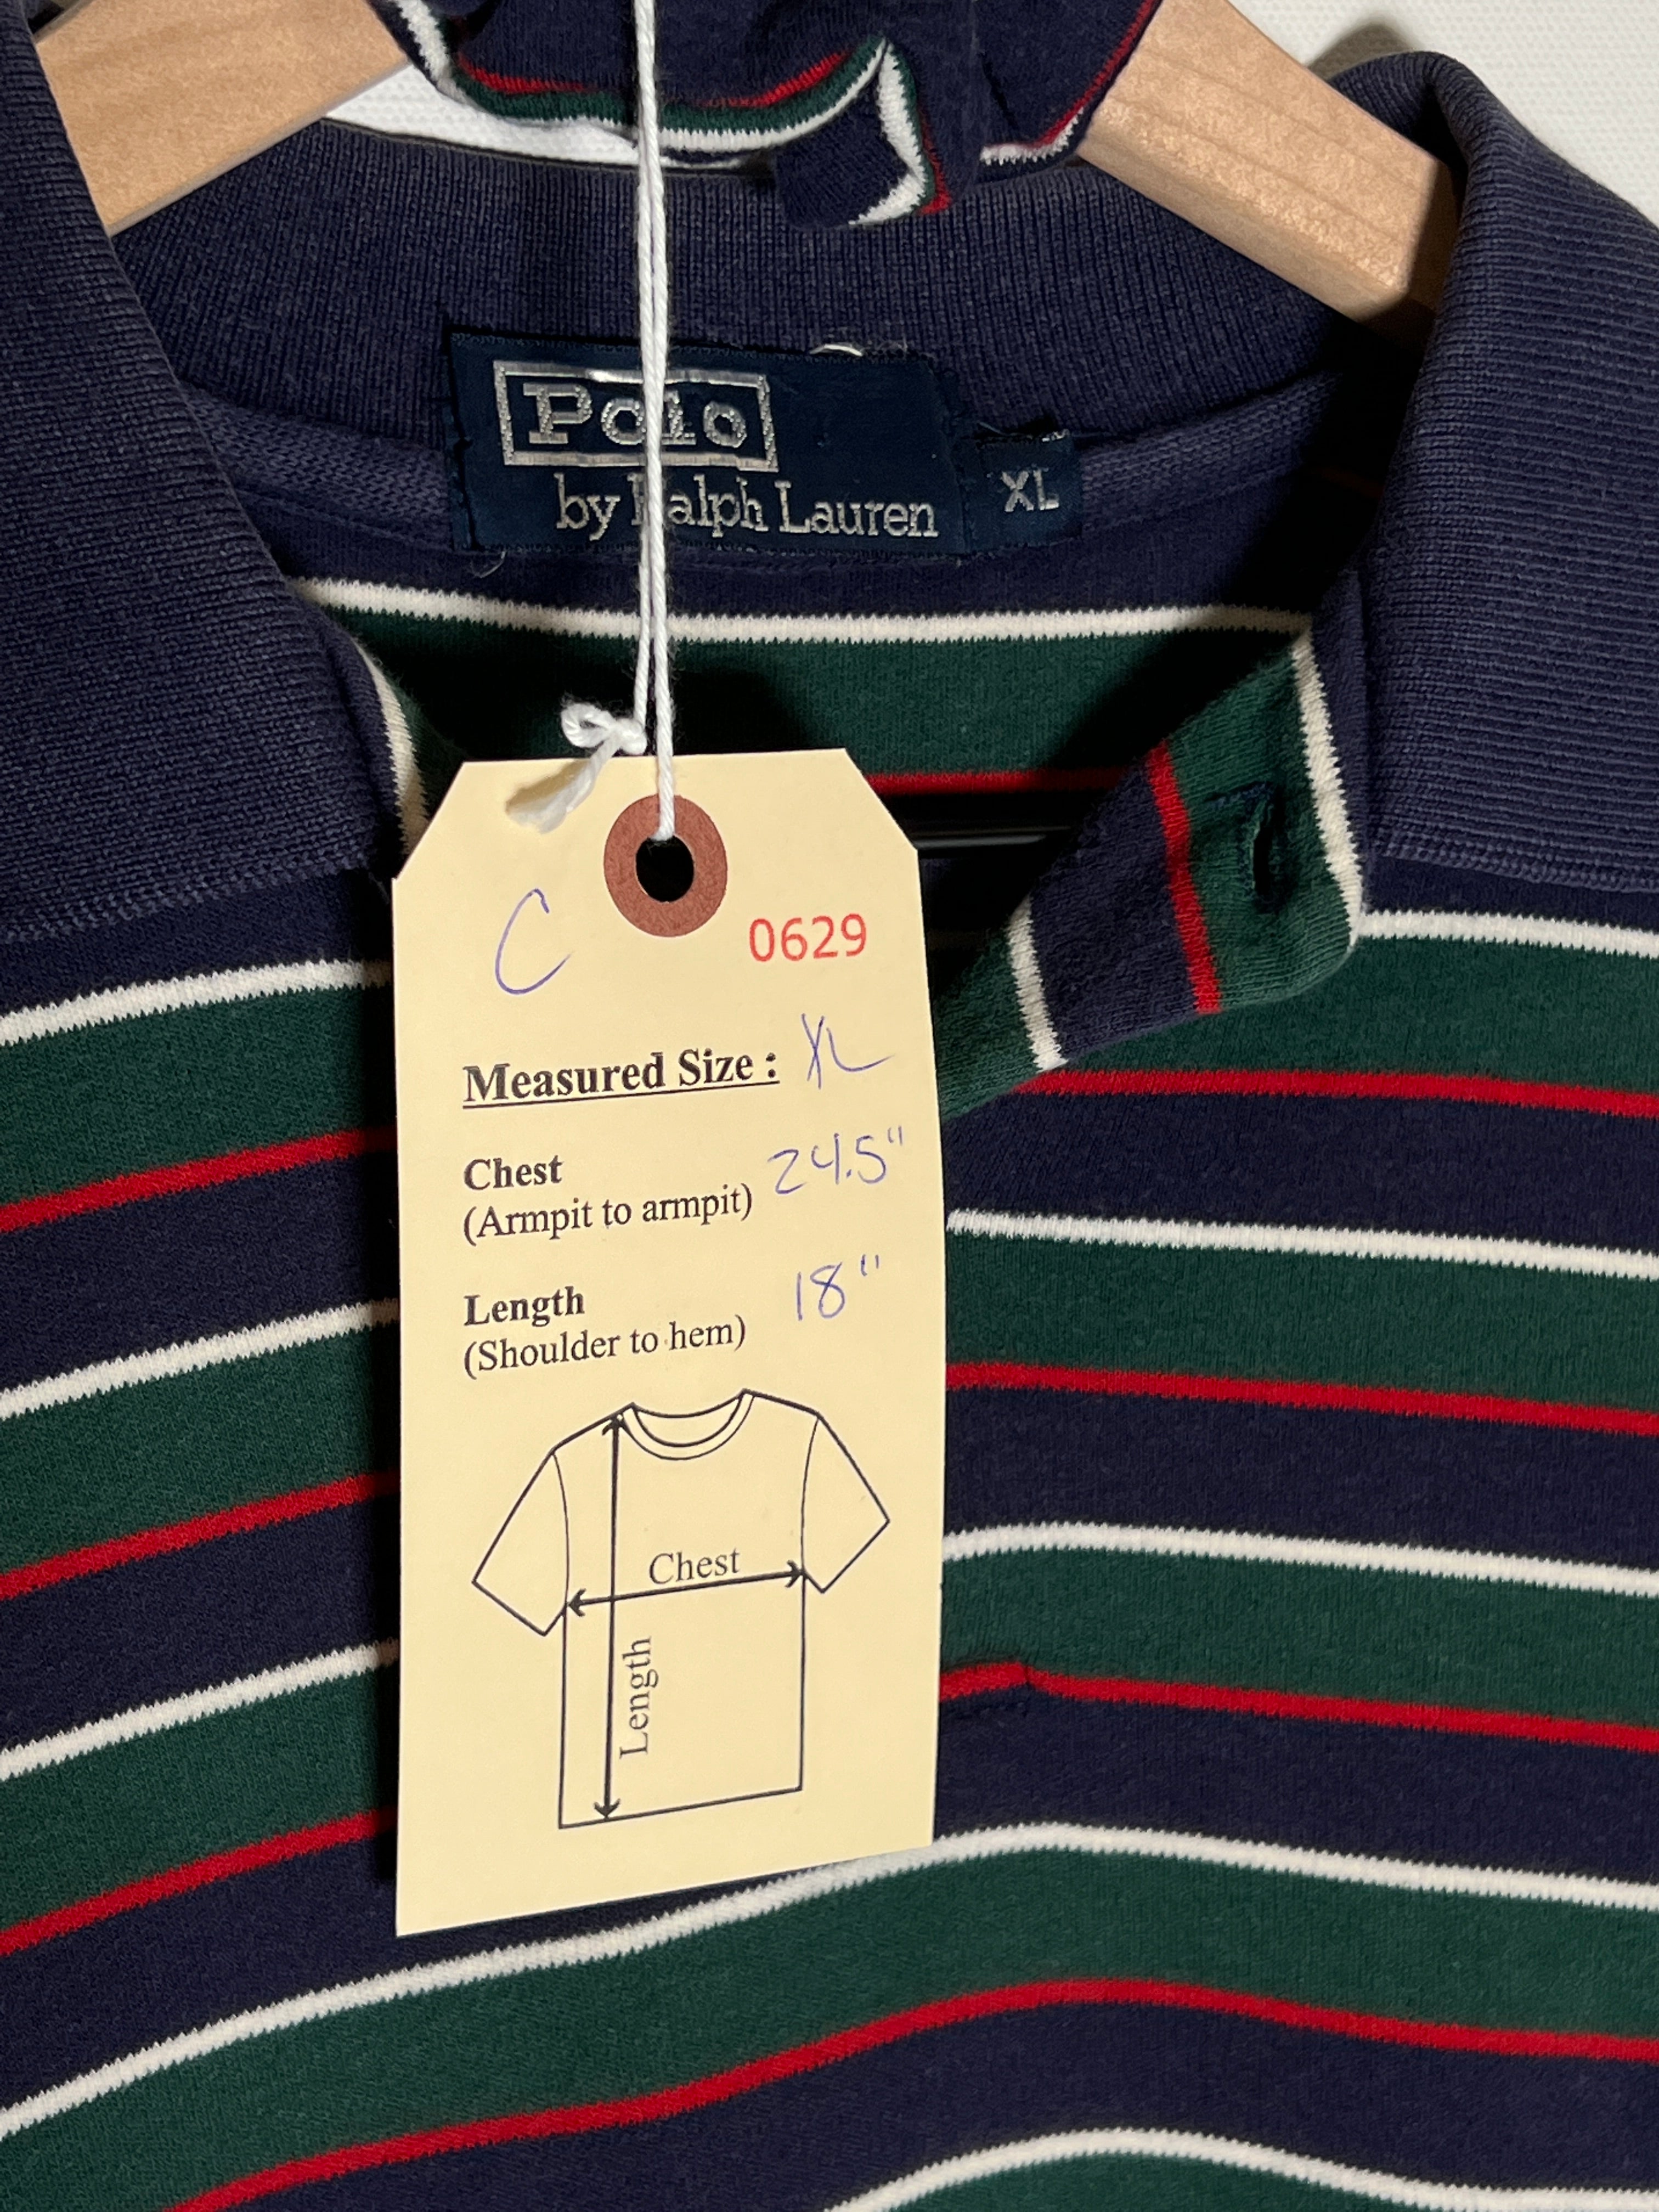 Polo
by Ralph Lauren
XL
C
0629
Measured Size : XL
Chest
(Armpit to armpit) 24.5"
Length 18"
(Shoulder to hem)
Chest
Length